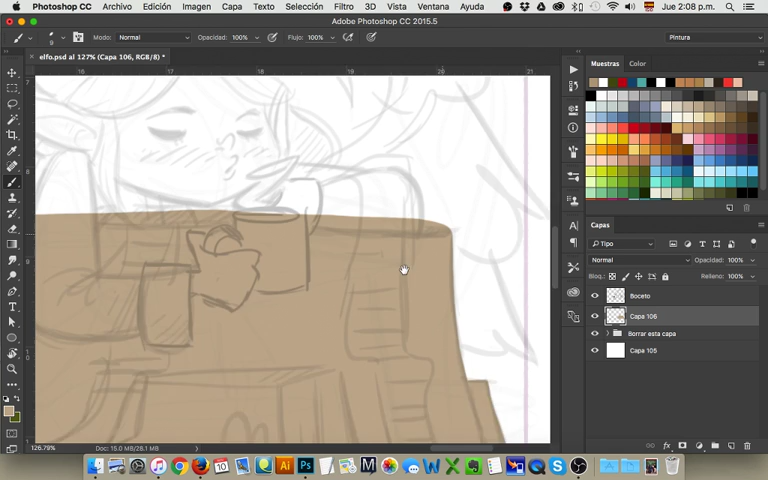 Photoshop CC Archivo Edición Imagen Capa Texto Selección Filtro 3D Vista Ventana Ayuda Jue 2:08 p.m.
Adobe Photoshop CC 2015.5
9 Modo: Normal Opacidad: 100% Flujo: 100% Pintura
elfo.psd al 127% (Capa 106, RGB/8) *
16 17 18 19 20 21
Muestras Color
Capas
Tipo
Normal Opacidad: 100%
Bloq.: Relleno: 100%
Boceto
Capa 106
Borrar esta capa
Capa 105
126.79% Doc: 15.0 MB/28.1 MB